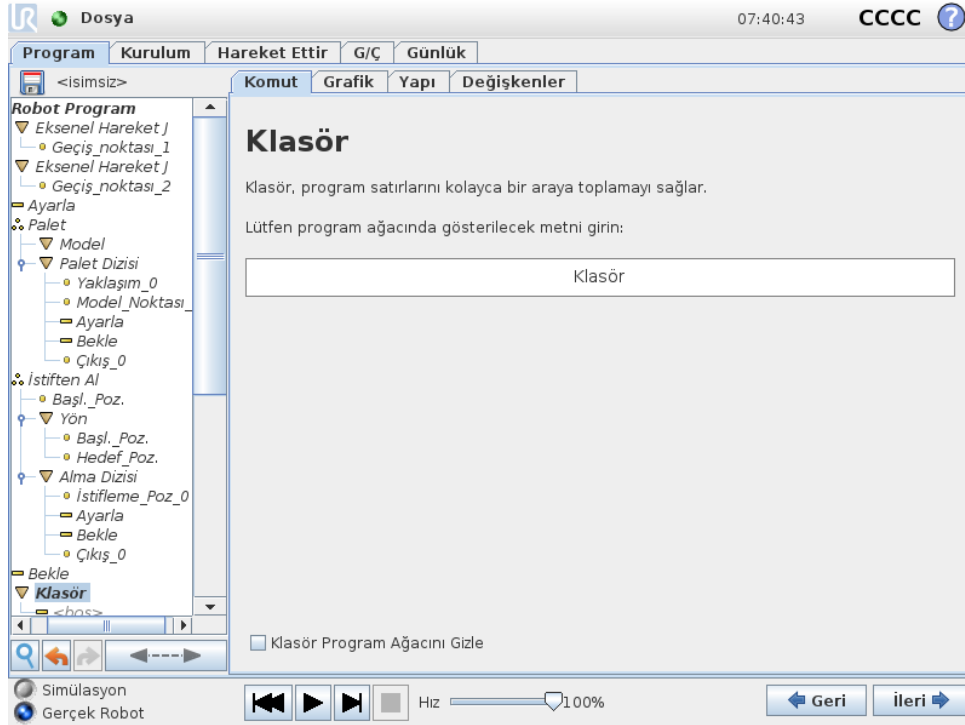 UR Dosya 07:40:43 CCCC ?
Program Kurulum Hareket Ettir G/Ç Günlük
<isimsiz>
Komut Grafik Yapı Değişkenler
Robot Program
Eksenel Hareket J
Geçiş_noktası_1
Eksenel Hareket J
Geçiş_noktası_2
Ayarla
Palet
Model
Palet Dizisi
Yaklaşım_0
Model_Noktası_
Ayarla
Bekle
Çıkış_0
İstiften Al
Başl._Poz.
Yön
Başl._Poz.
Hedef_Poz.
Alma Dizisi
İstifleme_Poz_0
Ayarla
Bekle
Çıkış_0
Bekle
Klasör
<boş>
Klasör
Klasör, program satırlarını kolayca bir araya toplamayı sağlar.
Lütfen program ağacında gösterilecek metni girin:
Klasör
Klasör Program Ağacını Gizle
Simülasyon
Gerçek Robot
Hız 100%
Geri İleri